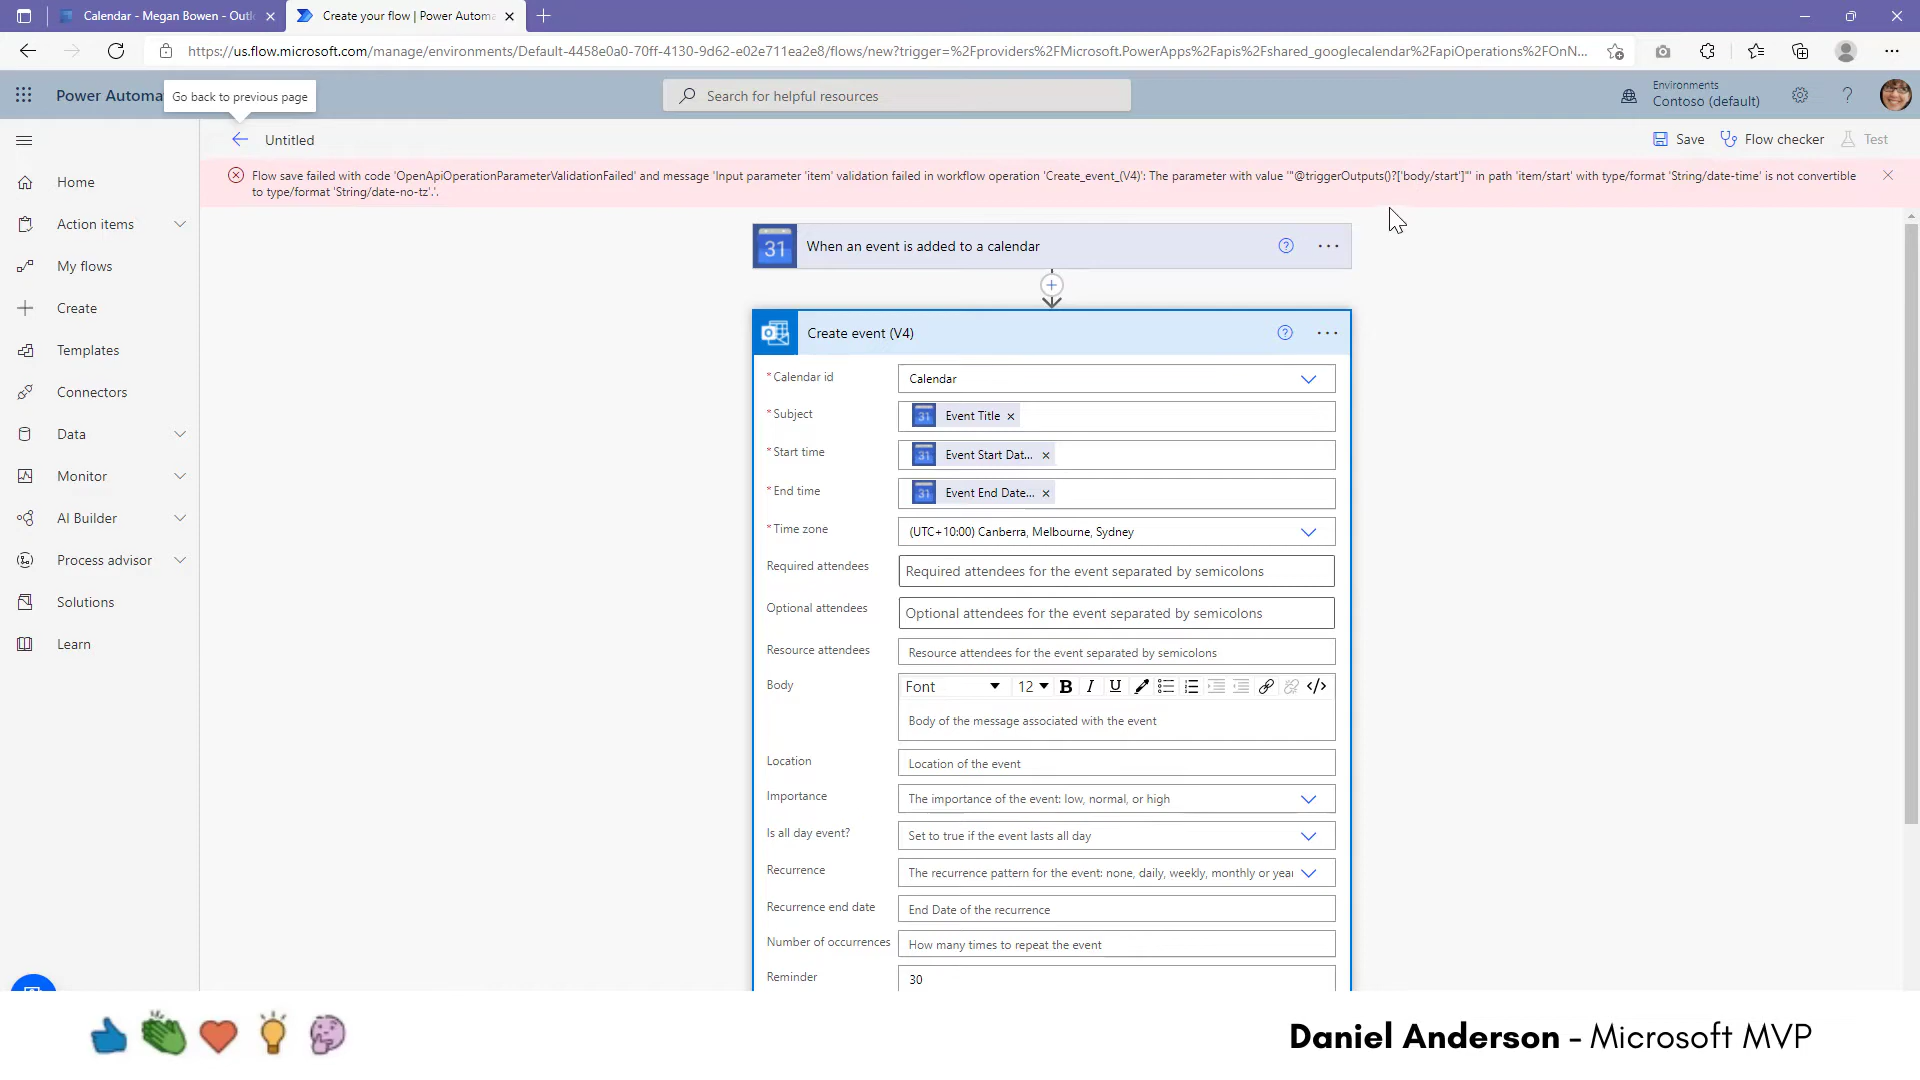 Calendar - Megan Bowen - Outl
Create your flow | Power Automa
https://us.flow.microsoft.com/manage/environments/Default-4458e0a0-70ff-4130-9d62-e02e711ea2e8/flows/new?trigger=%2Fproviders%2FMicrosoft.PowerApps%2Fapis%2Fshared_googlecalendar%2FapiOperations%2FOnN...
Power Automa
Go back to previous page
Search for helpful resources
Environments
Contoso (default)
Untitled
Save
Flow checker
Test
Flow save failed with code 'OpenApiOperationParameterValidationFailed' and message 'Input parameter 'item' validation failed in workflow operation 'Create_event_(V4)': The parameter with value '"@triggerOutputs()?['body/start']"' in path 'item/start' with type/format 'String/date-time' is not convertible
to type/format 'String/date-no-tz'.'.
Home
Action items
My flows
Create
Templates
Connectors
Data
Monitor
AI Builder
Process advisor
Solutions
Learn
31 When an event is added to a calendar
Create event (V4)
* Calendar id
Calendar
* Subject
31 Event Title ×
* Start time
31 Event Start Dat... ×
* End time
31 Event End Date... ×
* Time zone
(UTC+10:00) Canberra, Melbourne, Sydney
Required attendees
Required attendees for the event separated by semicolons
Optional attendees
Optional attendees for the event separated by semicolons
Resource attendees
Resource attendees for the event separated by semicolons
Body
Font 12 B I U </>
Body of the message associated with the event
Location
Location of the event
Importance
The importance of the event: low, normal, or high
Is all day event?
Set to true if the event lasts all day
Recurrence
The recurrence pattern for the event: none, daily, weekly, monthly or year
Recurrence end date
End Date of the recurrence
Number of occurrences
How many times to repeat the event
Reminder
30
Daniel Anderson - Microsoft MVP